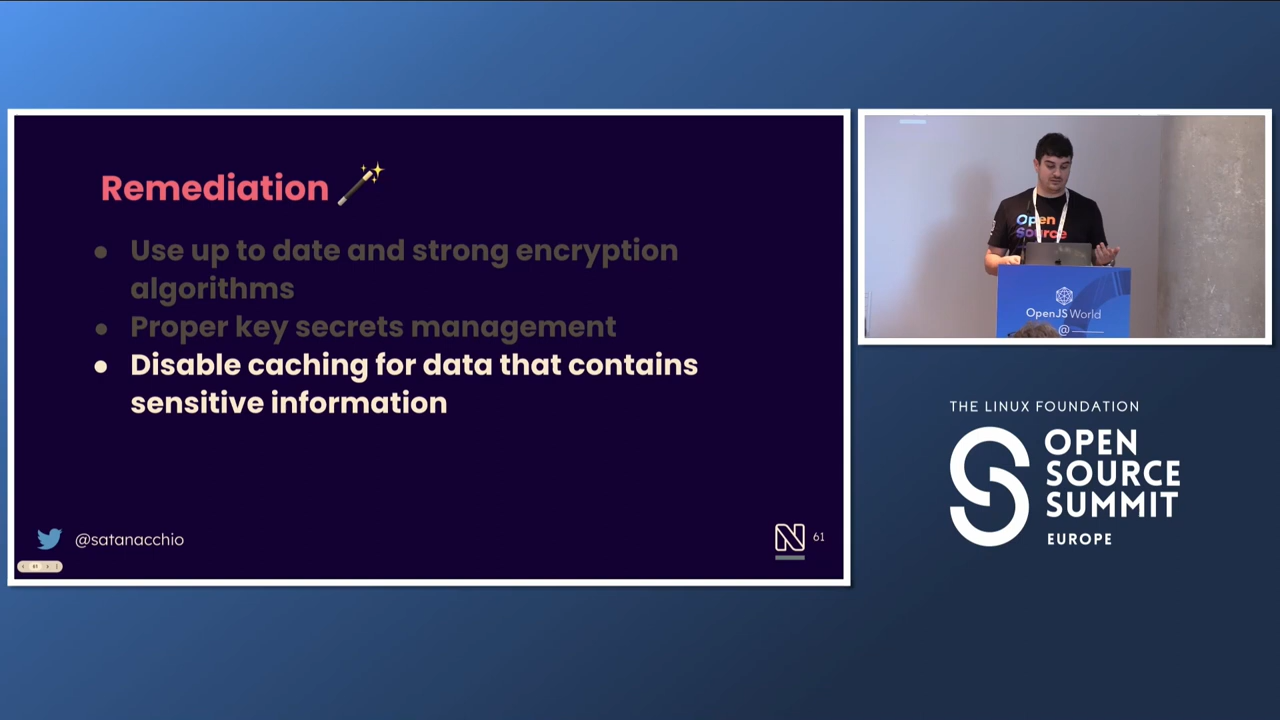 Remediation
● Use up to date and strong encryption
algorithms
● Proper key secrets management
● Disable caching for data that contains
sensitive information
@satanacchio
N 61
Open
Source
OpenJS World
@
THE LINUX FOUNDATION
OPEN
SOURCE
SUMMIT
EUROPE